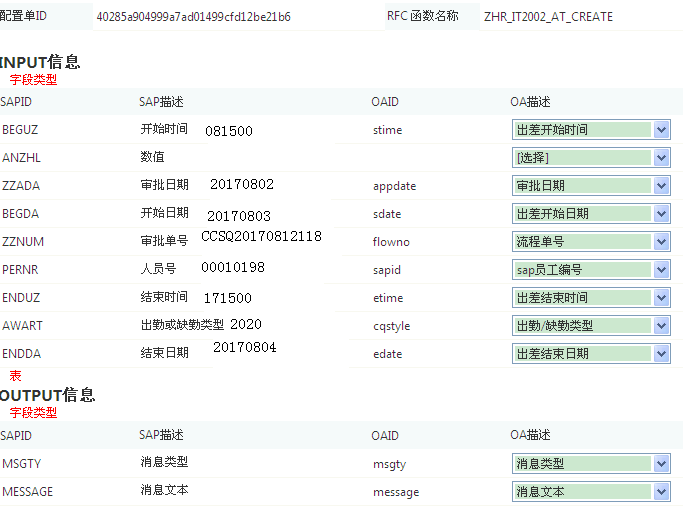 配置单ID 40285a904999a7ad01499cfd12be21b6 RFC 函数名称 ZHR_IT2002_AT_CREATE
INPUT信息
字段类型
SAPID SAP描述 OAID OA描述
BEGUZ 开始时间 081500 stime 出差开始时间
ANZHL 数值 [选择]
ZZADA 审批日期 20170802 appdate 审批日期
BEGDA 开始日期 20170803 sdate 出差开始日期
ZZNUM 审批单号 CCSQ20170812118 flowno 流程单号
PERNR 人员号 00010198 sapid sap员工编号
ENDUZ 结束时间 171500 etime 出差结束时间
AWART 出勤或缺勤类型 2020 cqstyle 出勤/缺勤类型
ENDDA 结束日期 20170804 edate 出差结束日期
表
OUTPUT信息
字段类型
SAPID SAP描述 OAID OA描述
MSGTY 消息类型 msgty 消息类型
MESSAGE 消息文本 message 消息文本